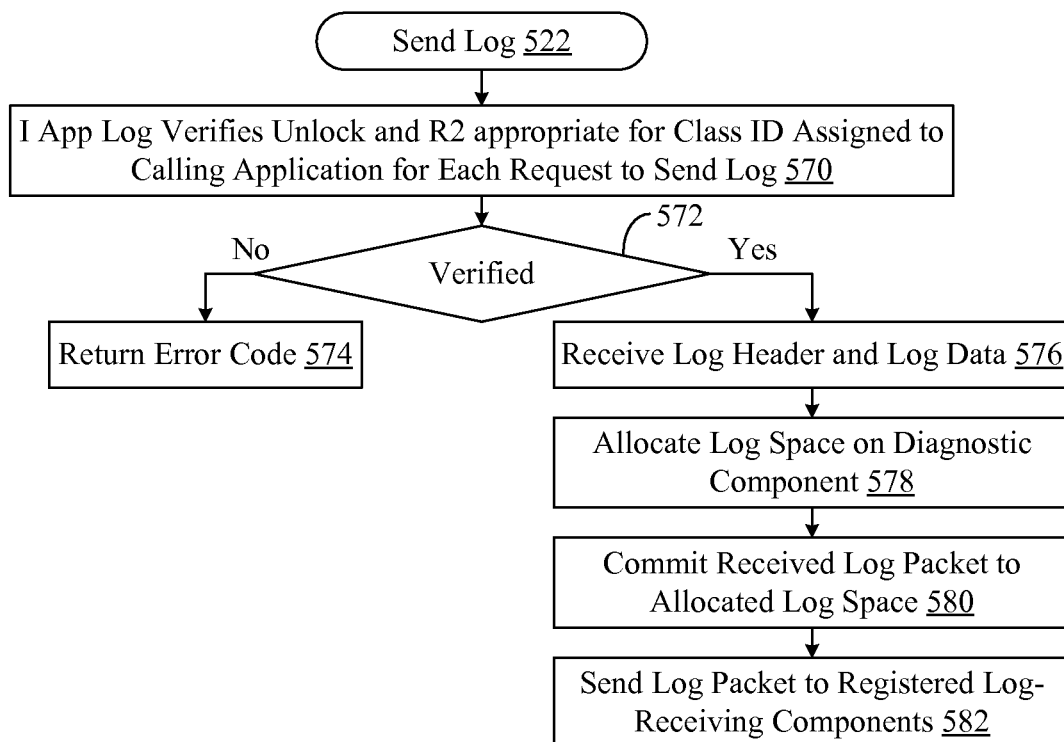 Send Log 522
I App Log Verifies Unlock and R2 appropriate for Class ID Assigned to
Calling Application for Each Request to Send Log 570
572
No
Yes
Verified
Return Error Code 574
Receive Log Header and Log Data 576
Allocate Log Space on Diagnostic
Component 578
Commit Received Log Packet to
Allocated Log Space 580
Send Log Packet to Registered Log-
Receiving Components 582